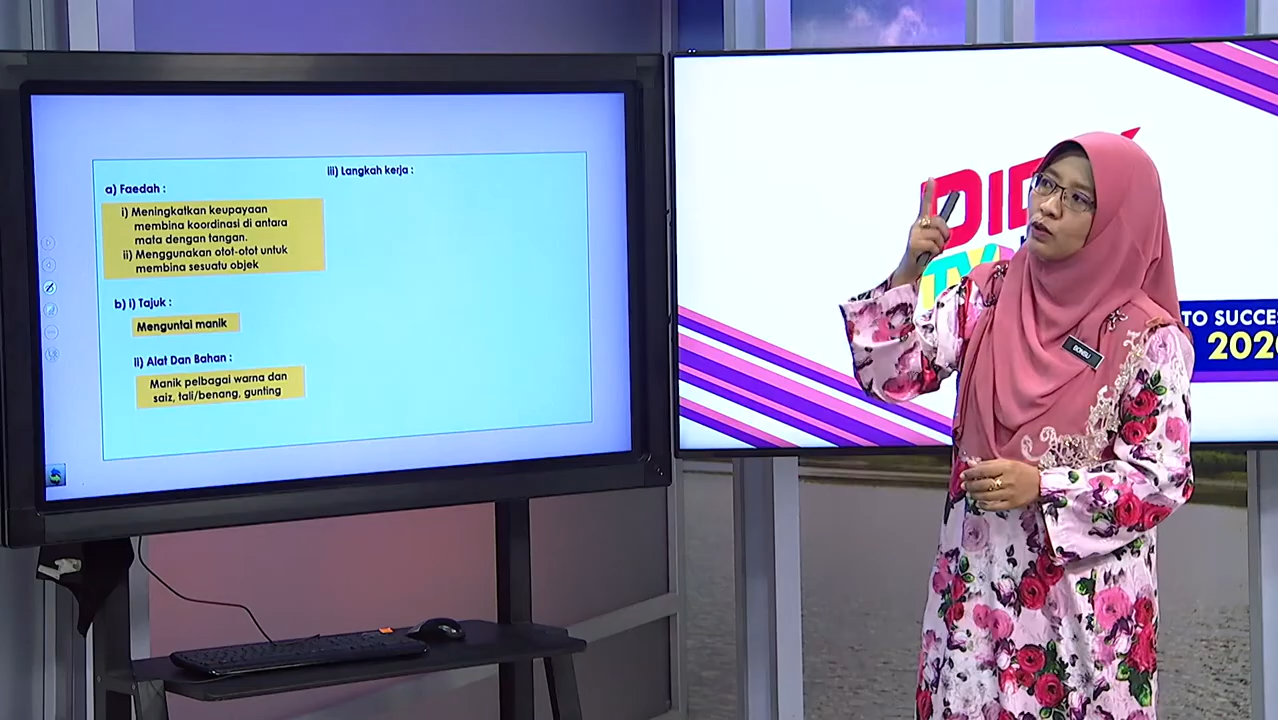 iii) Langkah kerja :
a) Faedah :
i) Meningkatkan keupayaan
membina koordinasi di antara
mata dengan tangan.
ii) Menggunakan otot-otot untuk
membina sesuatu objek
b) i) Tajuk :
Menguntai manik
ii) Alat Dan Bahan :
Manik pelbagai warna dan
saiz, tali/benang, gunting
TV
TO SUCCES
202